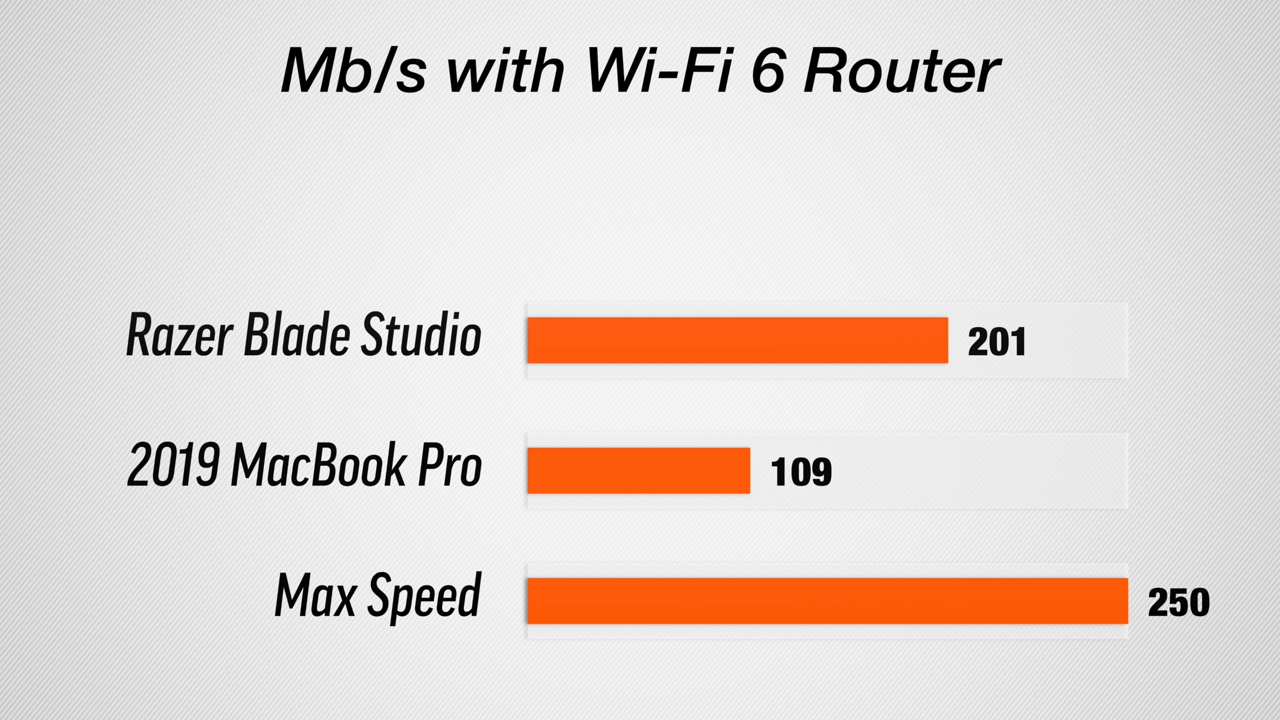 Mb/s with Wi-Fi 6 Router
Razer Blade Studio 201
2019 MacBook Pro 109
Max Speed 250